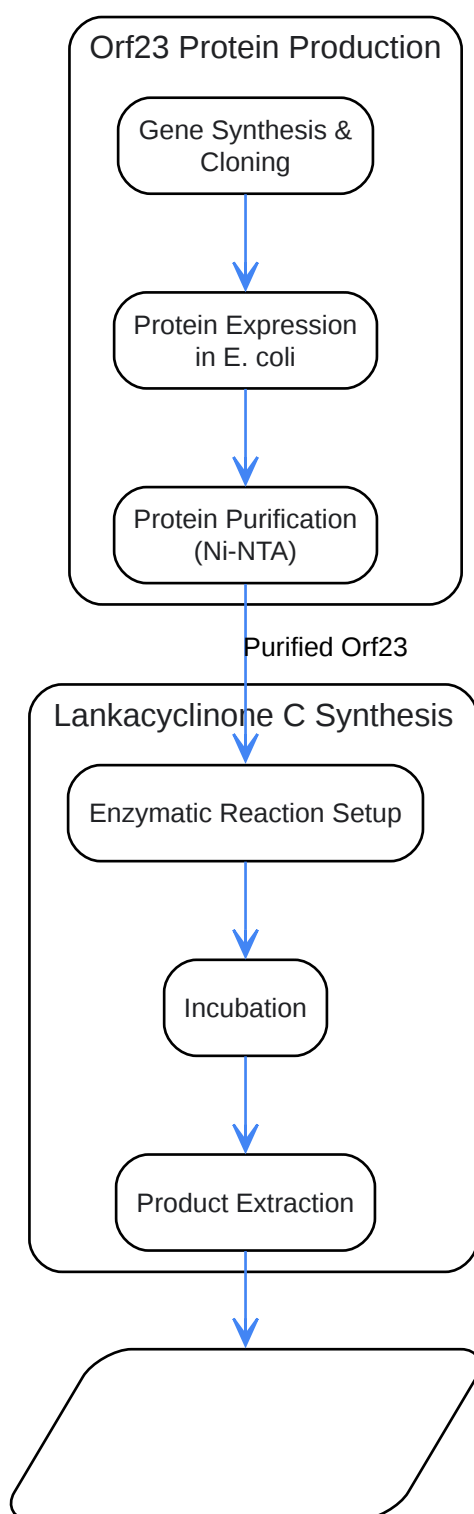 Orf23 Protein Production
Gene Synthesis &
Cloning
Protein Expression
in E. coli
Protein Purification
(Ni-NTA)
Purified Orf23
Lankacyclinone C Synthesis
Enzymatic Reaction Setup
Incubation
Product Extraction